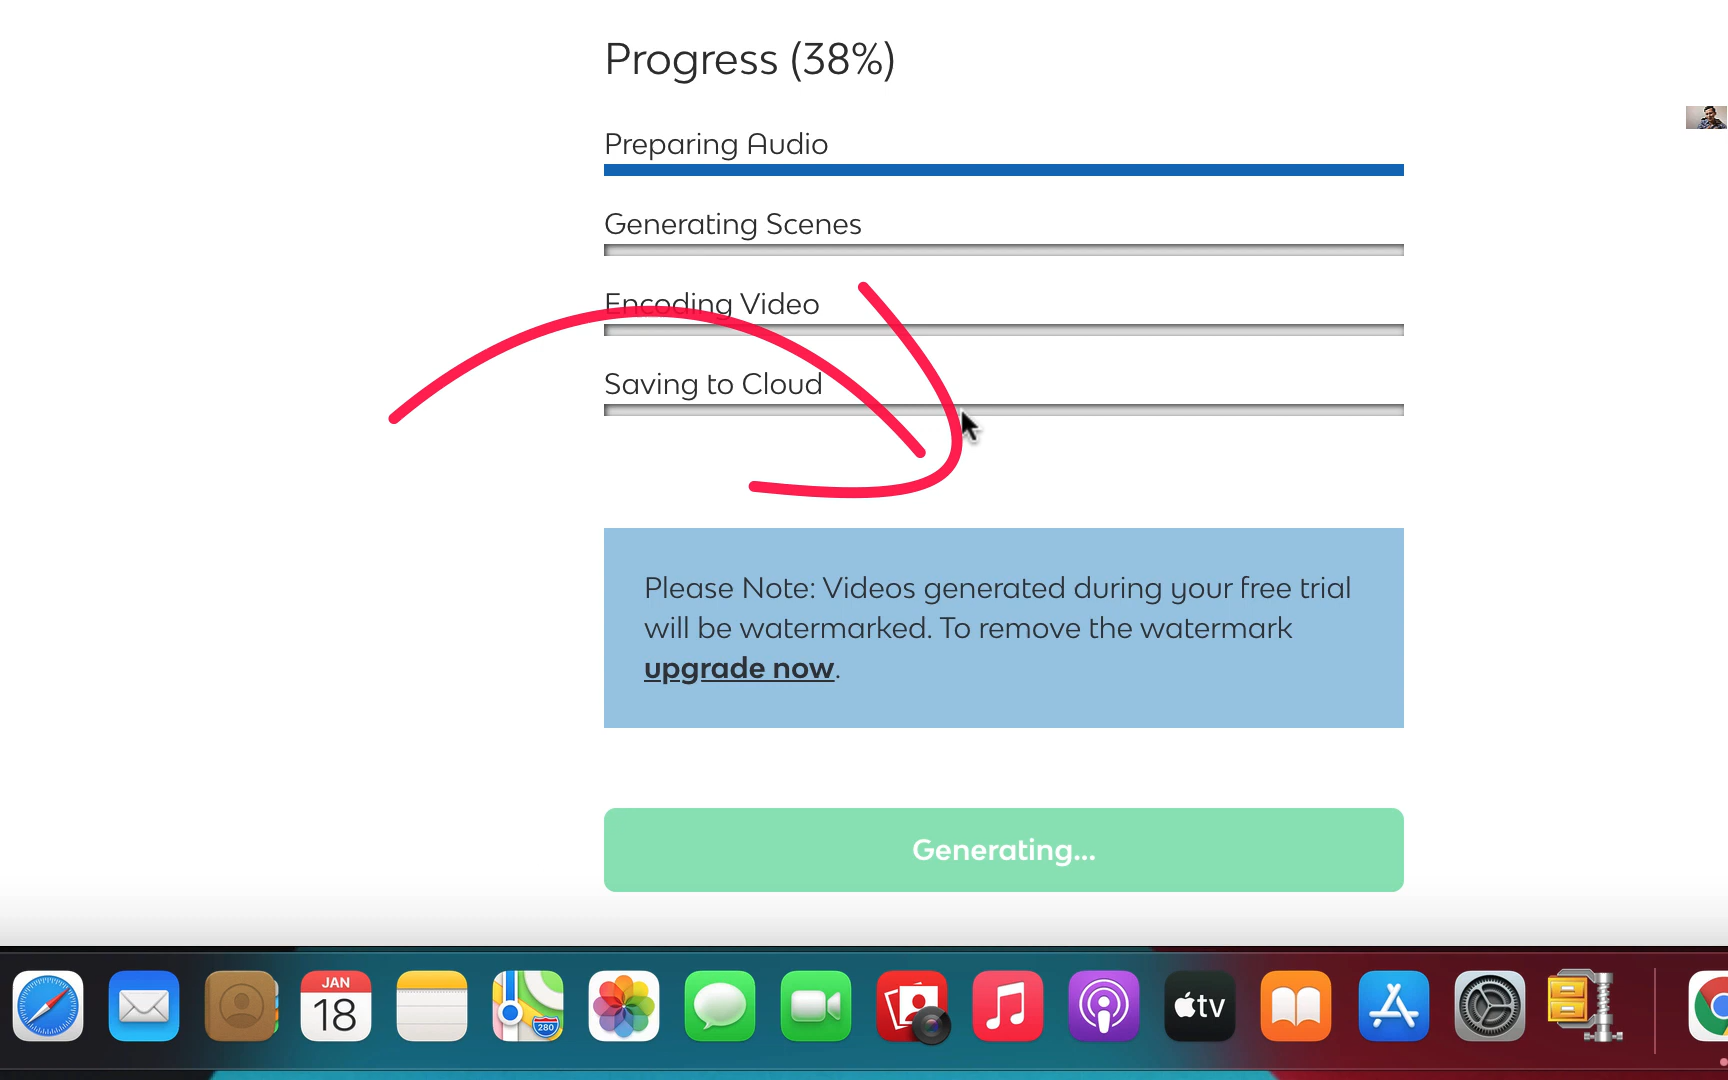 Progress (38%)
Preparing Audio
Generating Scenes
Encoding Video
Saving to Cloud
Please Note: Videos generated during your free trial
will be watermarked. To remove the watermark
upgrade now.
Generating...
JAN
18
280
tv